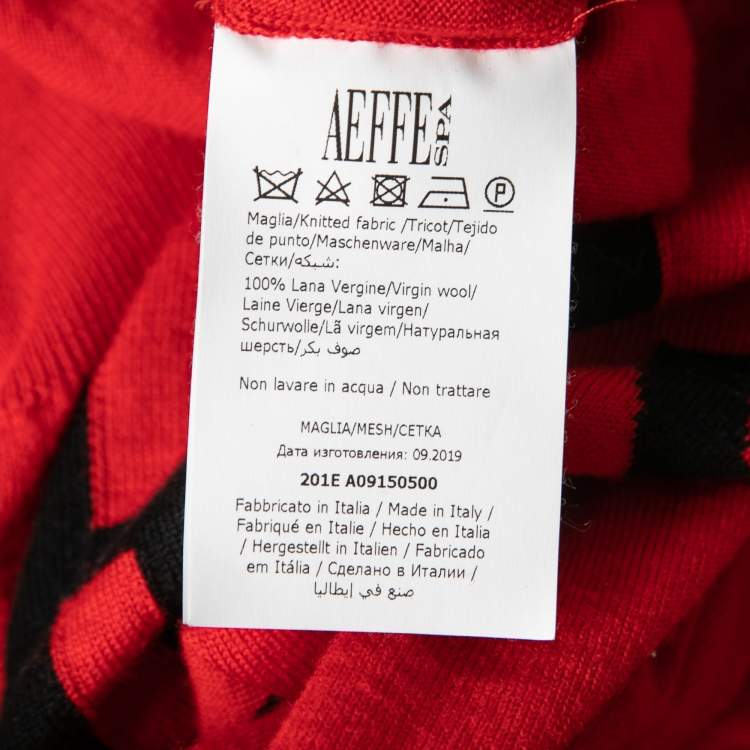 AEFFE SPA
P
Maglia/Knitted fabric /Tricot/Tejido
de punto/Maschenware/Malha/
Сетки/شبكه:
100% Lana Vergine/Virgin wool/
Laine Vierge/Lana virgen/
Schurwolle/Lã virgem/Натуральная
шерсть/صوف بكر
Non lavare in acqua / Non trattare
MAGLIA/MESH/СЕТКА
Дата изготовления: 09.2019
201E A09150500
Fabbricato in Italia / Made in Italy /
Fabriqué en Italie / Hecho en Italia
/ Hergestellt in Italien / Fabricado
em Itália / Сделано в Италии /
صنع في إيطاليا